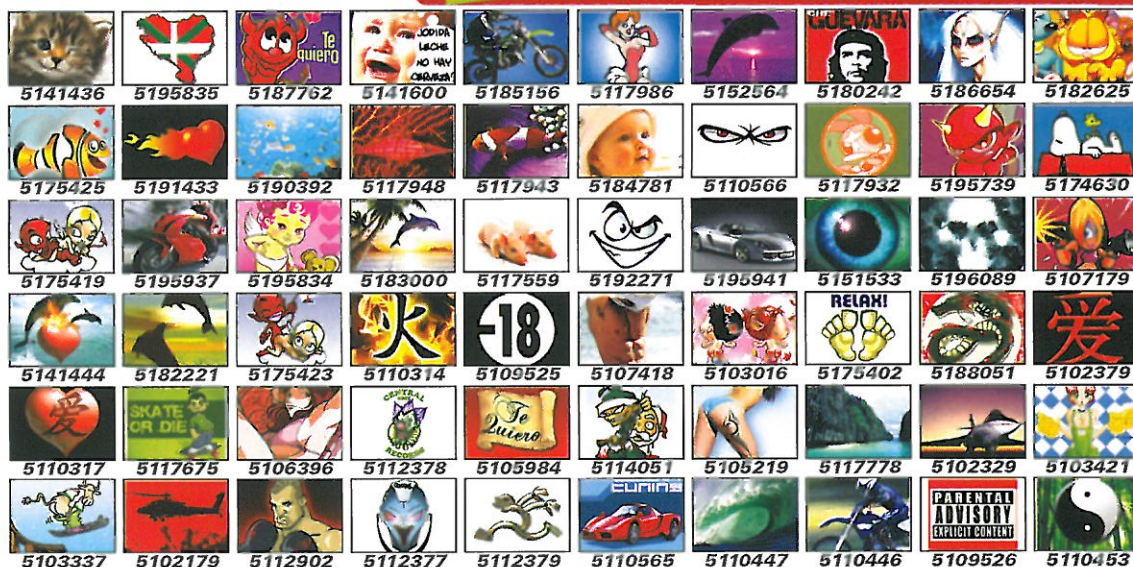 Te
quiero
JODIDA
LECHE
NO HAY
CERVEZA?
GUEVARA
5141436 5195835 5187762 5141600 5185156 5117986 5152564 5180242 5186654 5182625
5175425 5191433 5190392 5117948 5117943 5184781 5110566 5117932 5195739 5174630
5175419 5195937 5195834 5183000 5117559 5192271 5195941 5151533 5196089 5107179
火
-18
RELAX!
爱
5141444 5182221 5175423 5110314 5109525 5107418 5103016 5175402 5188051 5102379
爱
SKATE
OR DIE
CENTRAL
RECORDS
Te
Quiero
5110317 5117675 5106396 5112378 5105984 5114051 5105219 5117778 5102329 5103421
TUNING
PARENTAL
ADVISORY
EXPLICIT CONTENT
5103337 5102179 5112902 5112377 5112379 5110565 5110447 5110446 5109526 5110453